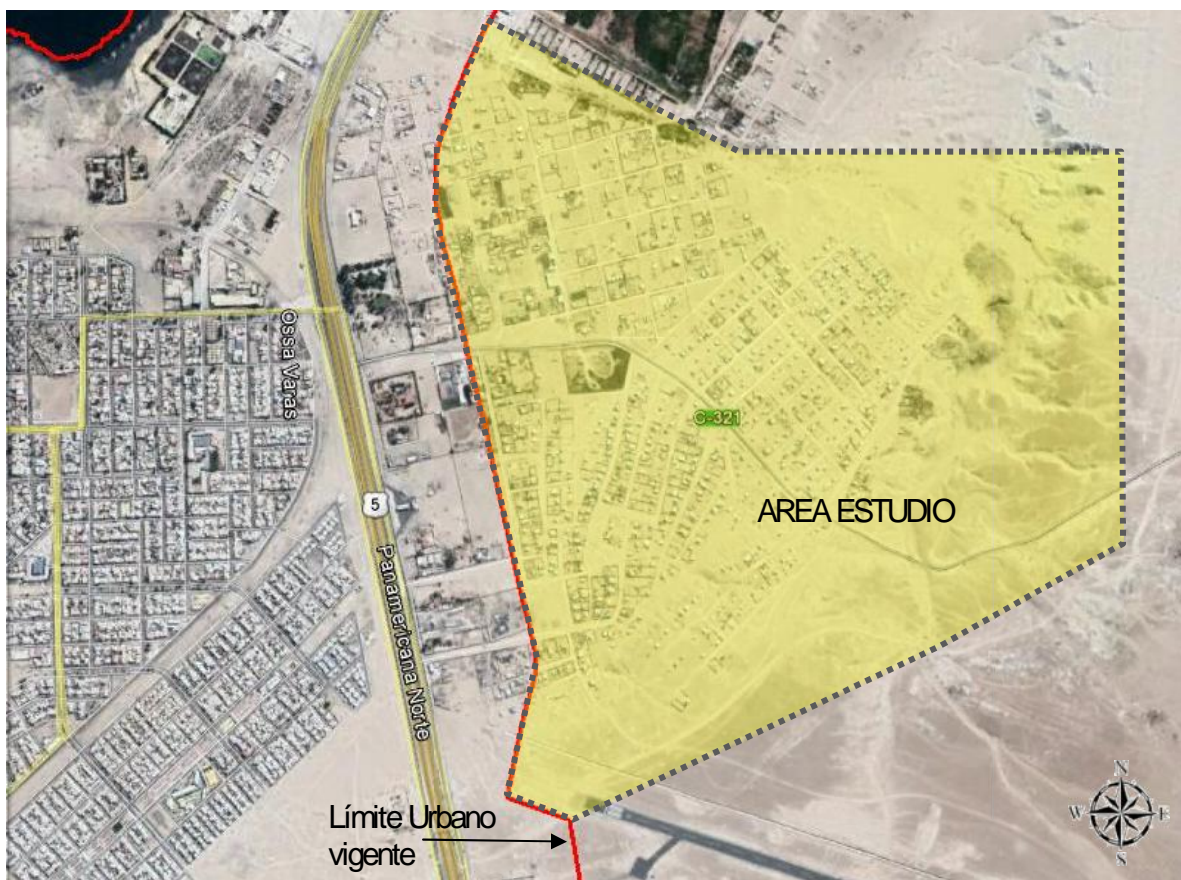 Ossa Varas
C-321
5
AREA ESTUDIO
Panamericana Norte
Límite Urbano
vigente
N
W E
S